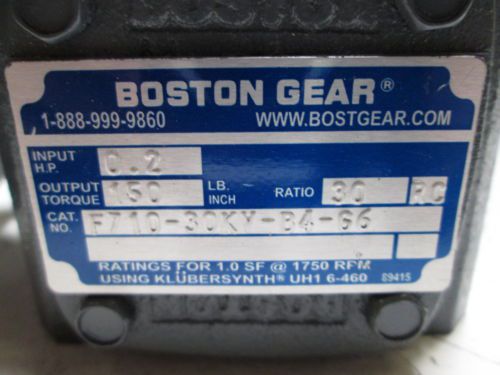 BOSTON GEAR®
1-888-999-9860 WWW.BOSTGEAR.COM
INPUT H.P. 0.2
OUTPUT TORQUE 150 LB. INCH RATIO 30 RC
CAT. NO. F710-30KV-B4-G6
RATINGS FOR 1.0 SF @ 1750 RPM
USING KLÜBERSYNTH® UH1 6-460 89415